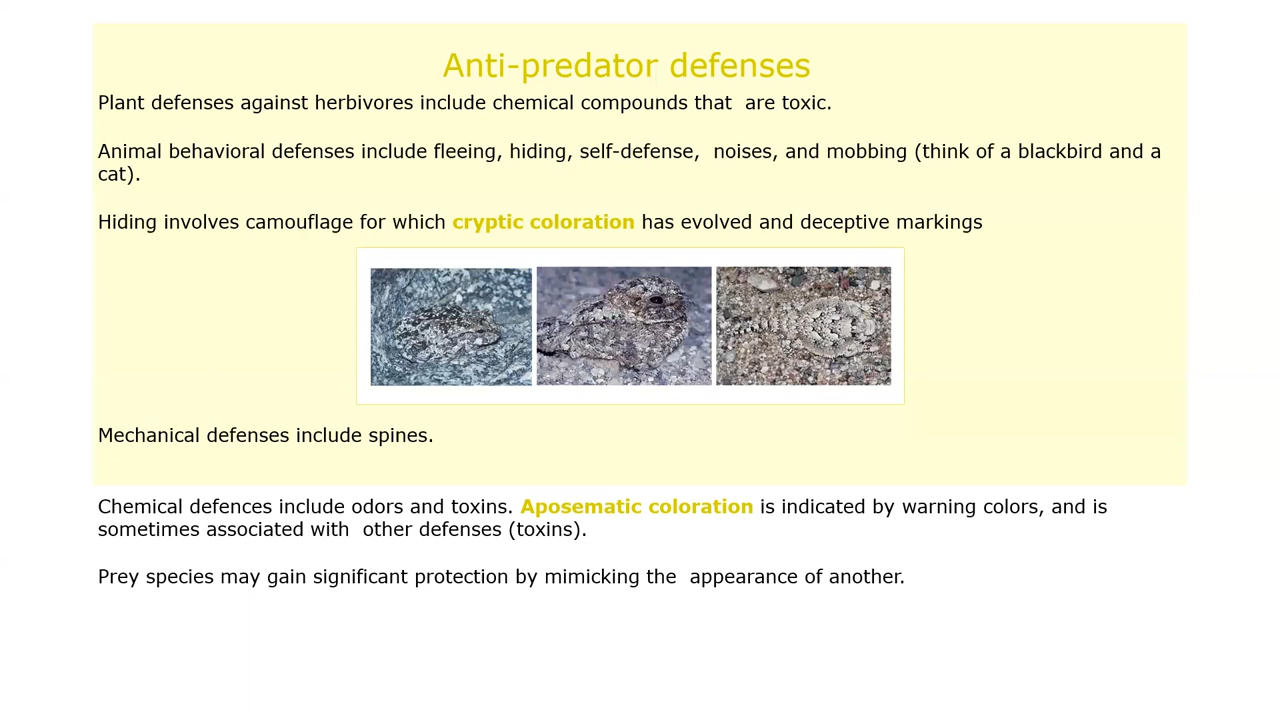 Anti-predator defenses
Plant defenses against herbivores include chemical compounds that  are toxic.
Animal behavioral defenses include fleeing, hiding, self-defense,  noises, and mobbing (think of a blackbird and a
cat).
Hiding involves camouflage for which cryptic coloration has evolved and deceptive markings
Mechanical defenses include spines.
Chemical defences include odors and toxins. Aposematic coloration is indicated by warning colors, and is
sometimes associated with  other defenses (toxins).
Prey species may gain significant protection by mimicking the  appearance of another.